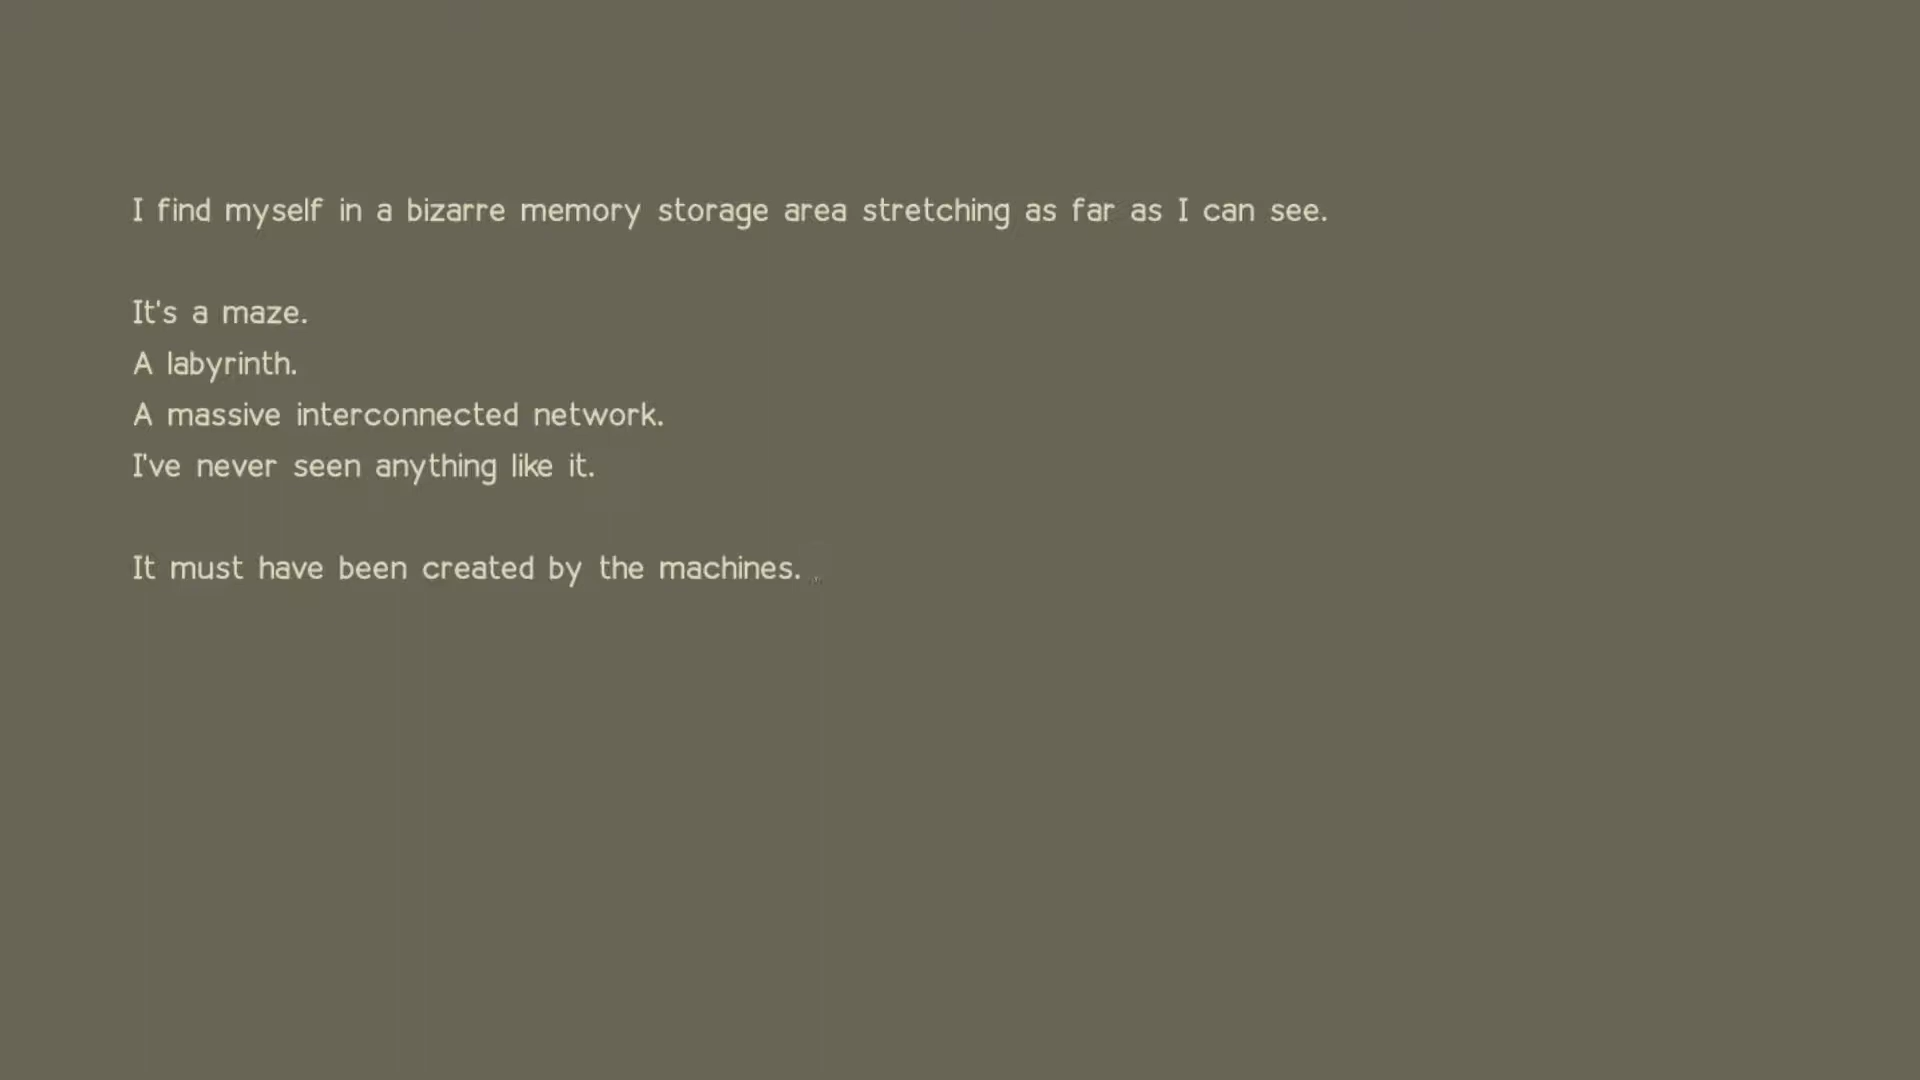 I find myself in a bizarre memory storage area stretching as far as I can see.
It's a maze.
A labyrinth.
A massive interconnected network.
I've never seen anything like it.
It must have been created by the machines.